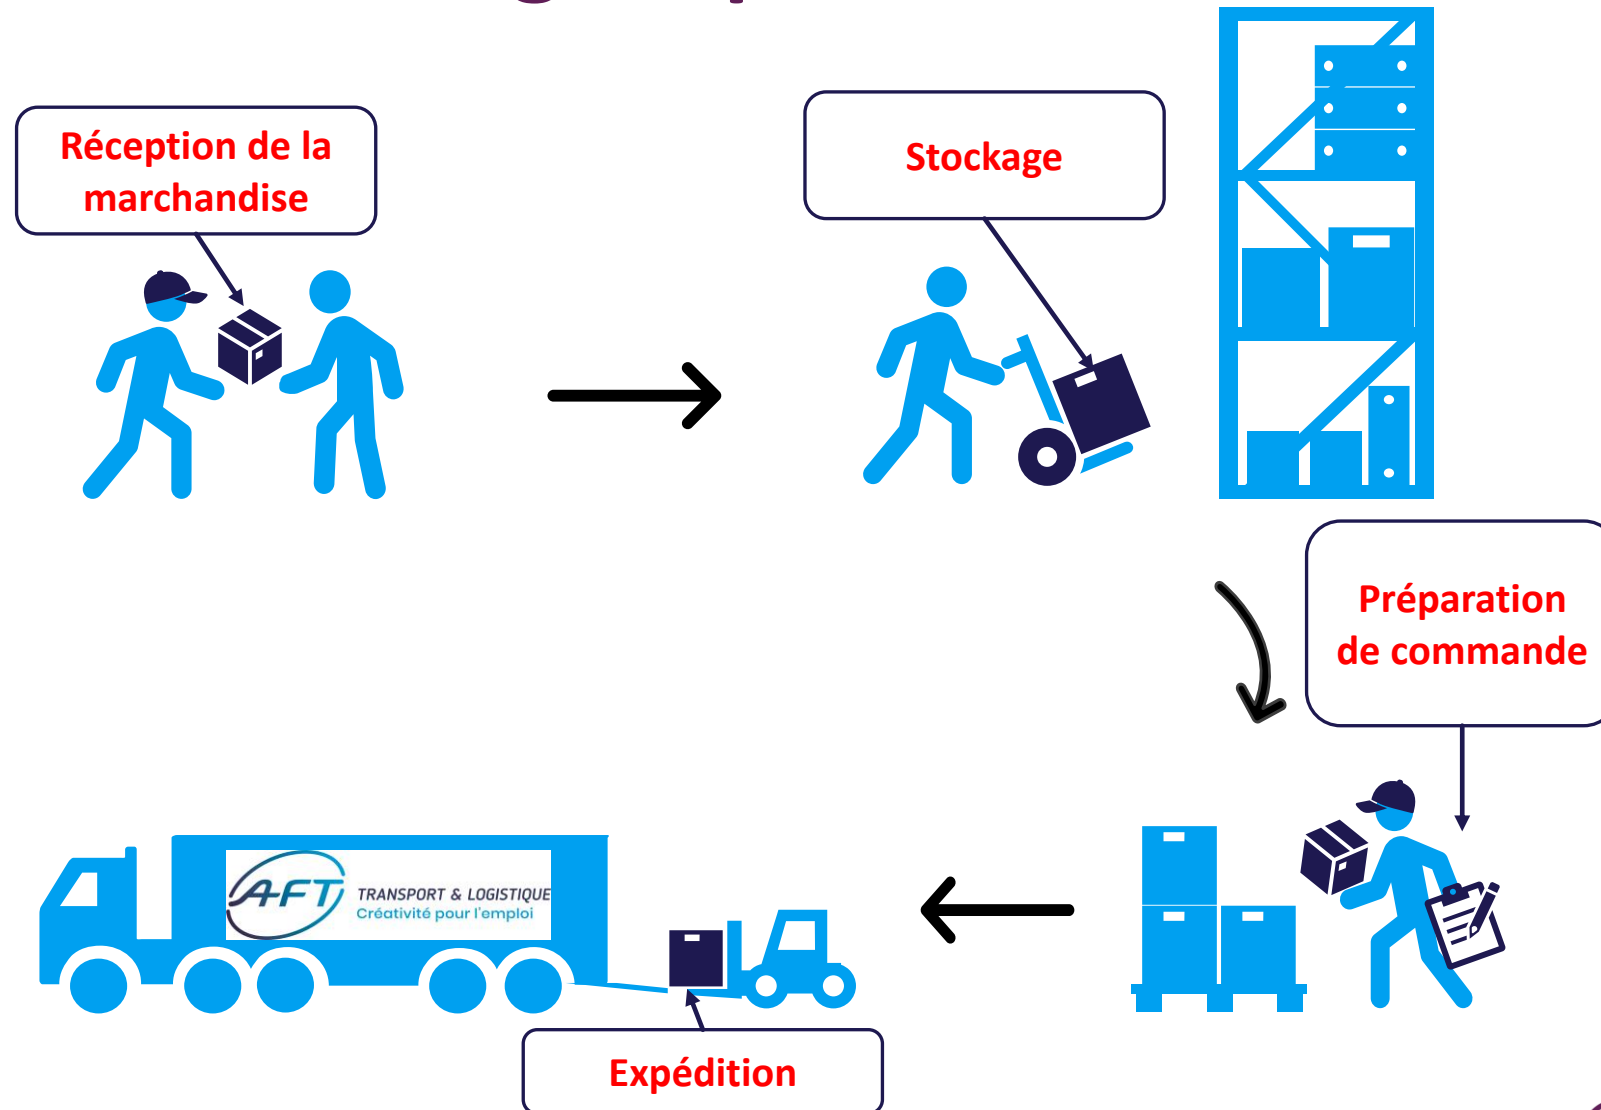 Réception de la
marchandise
Stockage
Préparation
de commande
AFT
TRANSPORT & LOGISTIQUE
Créativité pour l'emploi
Expédition